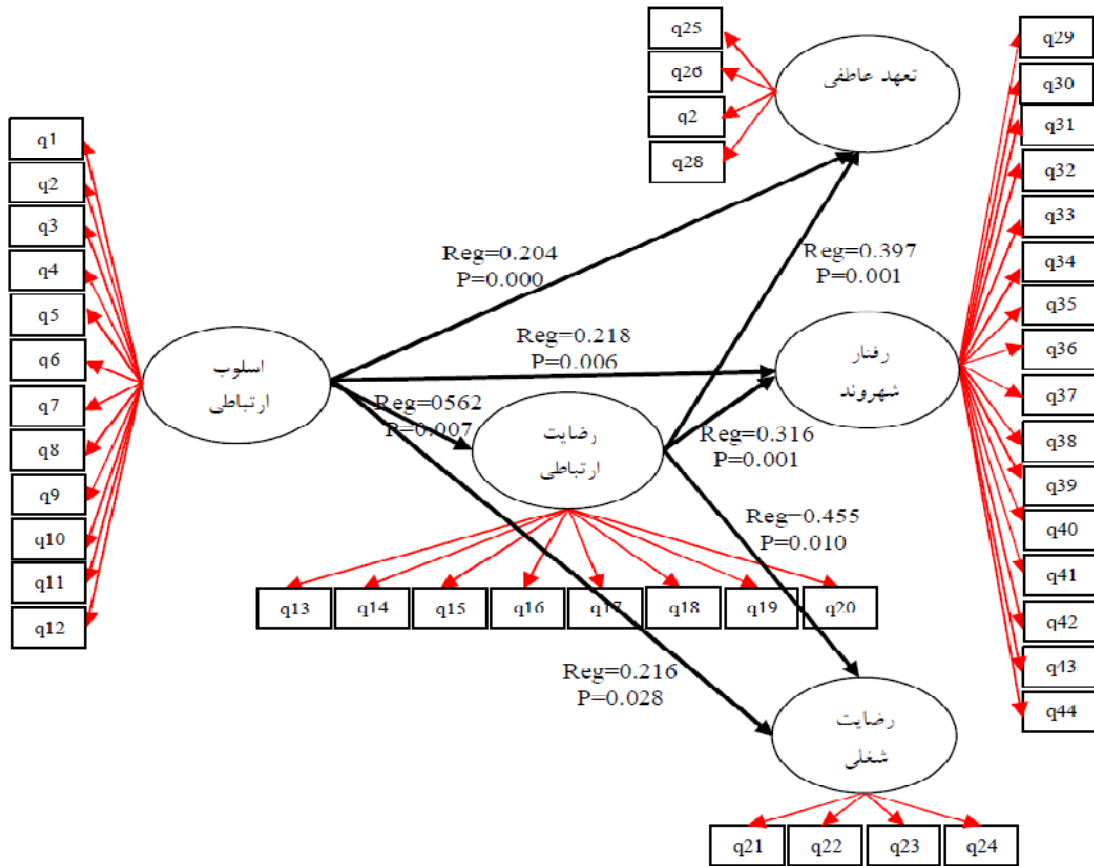 q25
q26
q2
q28
تعهد عاطفی
q29
q30
q31
q32
q33
q34
q35
q36
q37
q38
q39
q40
q41
q42
q43
q44
q1
q2
q3
q4
q5
q6
q7
q8
q9
q10
q11
q12
Reg=0.204
P=0.000
Reg=0.397
P=0.001
Reg=0.218
P=0.006
اسلوب
ارتباطی
رفتار
شهروند
Reg=0562
P=0.007
رضایت
ارتباطی
Reg=0.316
P=0.001
Reg=0.455
P=0.010
q13
q14
q15
q16
q17
q18
q19
q20
Reg=0.216
P=0.028
رضایت
شغلی
q21
q22
q23
q24